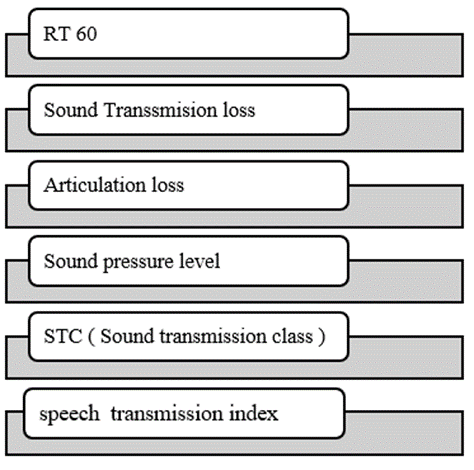 RT 60
Sound Transsmision loss
Articulation loss
Sound pressure level
STC ( Sound transmission class )
speech transmission index